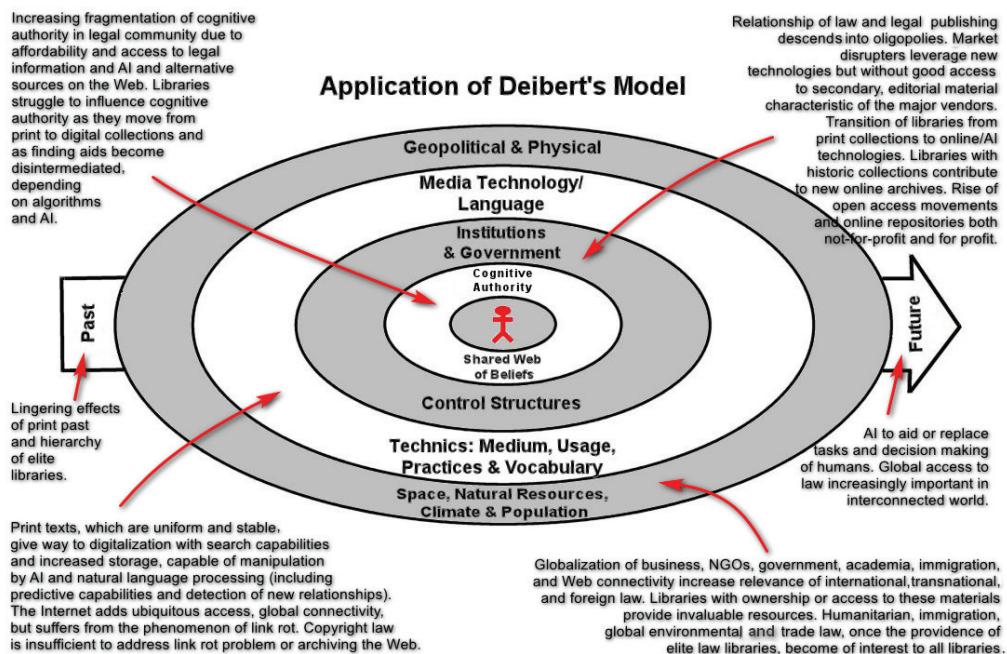 Increasing fragmentation of cognitive
authority in legal community due to
affordability and access to legal
information and AI and alternative
sources on the Web. Libraries
struggle to influence cognitive
authority as they move from
print to digital collections and
as finding aids become
disintermediated,
depending
on algorithms
and AI.
Application of Deibert's Model
Relationship of law and legal publishing
descends into oligopolies. Market
disrupters leverage new
technologies but without good access
to secondary, editorial material
characteristic of the major vendors.
Transition of libraries from
print collections to online/AI
technologies. Libraries with
historic collections contribute
to new online archives. Rise of
open access movements
and online repositories both
not-for-profit and for profit.
Geopolitical & Physical
Media Technology/
Language
Institutions
& Government
Cognitive
Authority
Past
Future
Shared Web
of Beliefs
Control Structures
Technics: Medium, Usage,
Practices & Vocabulary
Space, Natural Resources,
Climate & Population
Lingering effects
of print past
and hierarchy
of elite
libraries.
AI to aid or replace
tasks and decision making
of humans. Global access to
law increasingly important in
interconnected world.
Print texts, which are uniform and stable,
give way to digitalization with search capabilities
and increased storage, capable of manipulation
by AI and natural language processing (including
predictive capabilities and detection of new relationships).
The Internet adds ubiquitous access, global connectivity,
but suffers from the phenomenon of link rot. Copyright law
is insufficient to address link rot problem or archiving the Web.
Globalization of business, NGOs, government, academia, immigration,
and Web connectivity increase relevance of international,transnational,
and foreign law. Libraries with ownership or access to these materials
provide invaluable resources. Humanitarian, immigration,
global environmental and trade law, once the providence of
elite law libraries, become of interest to all libraries.